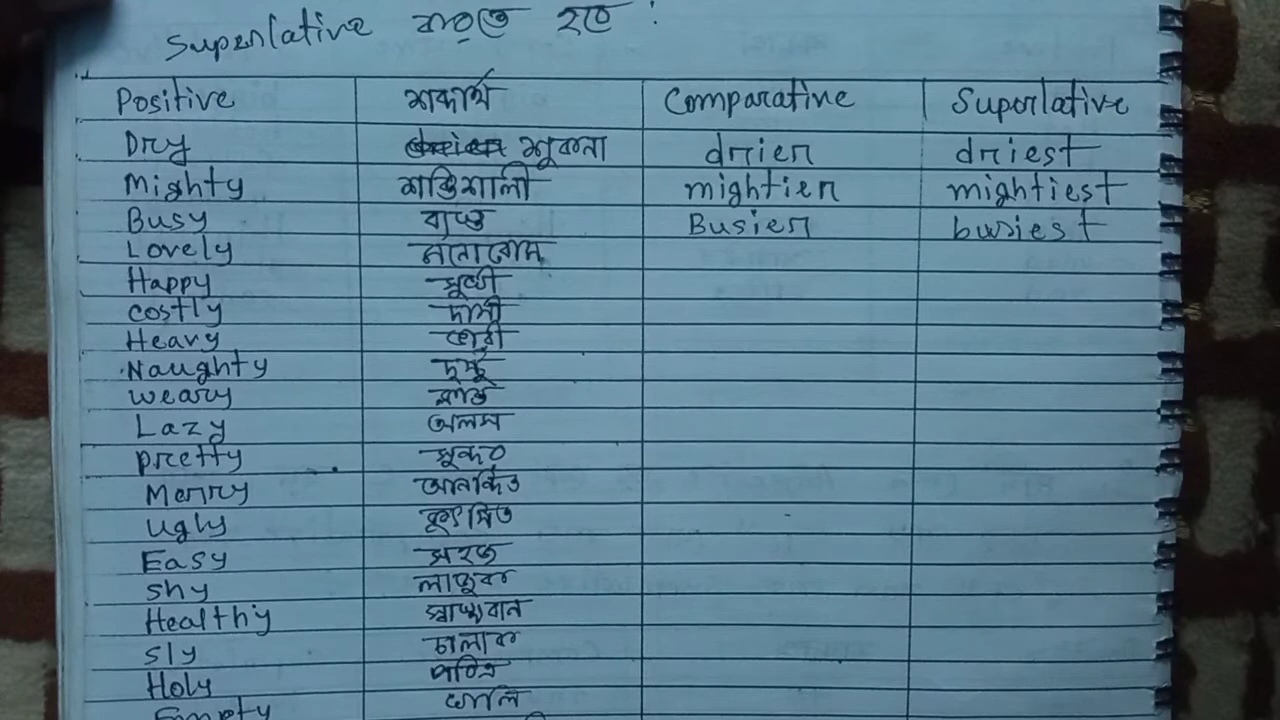 Superlative করতে হবে :
Positive শব্দার্থ Comparative Superlative
Dry শুকনা drier driest
Mighty শক্তিশালী mightier mightiest
Busy ব্যস্ত Busier busiest
Lovely
Happy সুখী
costly দামী
Heavy ভারী
Naughty দুষ্টু
weary ক্লান্ত
Lazy অলস
pretty সুন্দর
Merry আনন্দিত
ugly কুৎসিত
Easy সহজ
shy লাজুক
Healthy স্বাস্থ্যবান
sly চালাক
Holy পবিত্র
Empty খালি